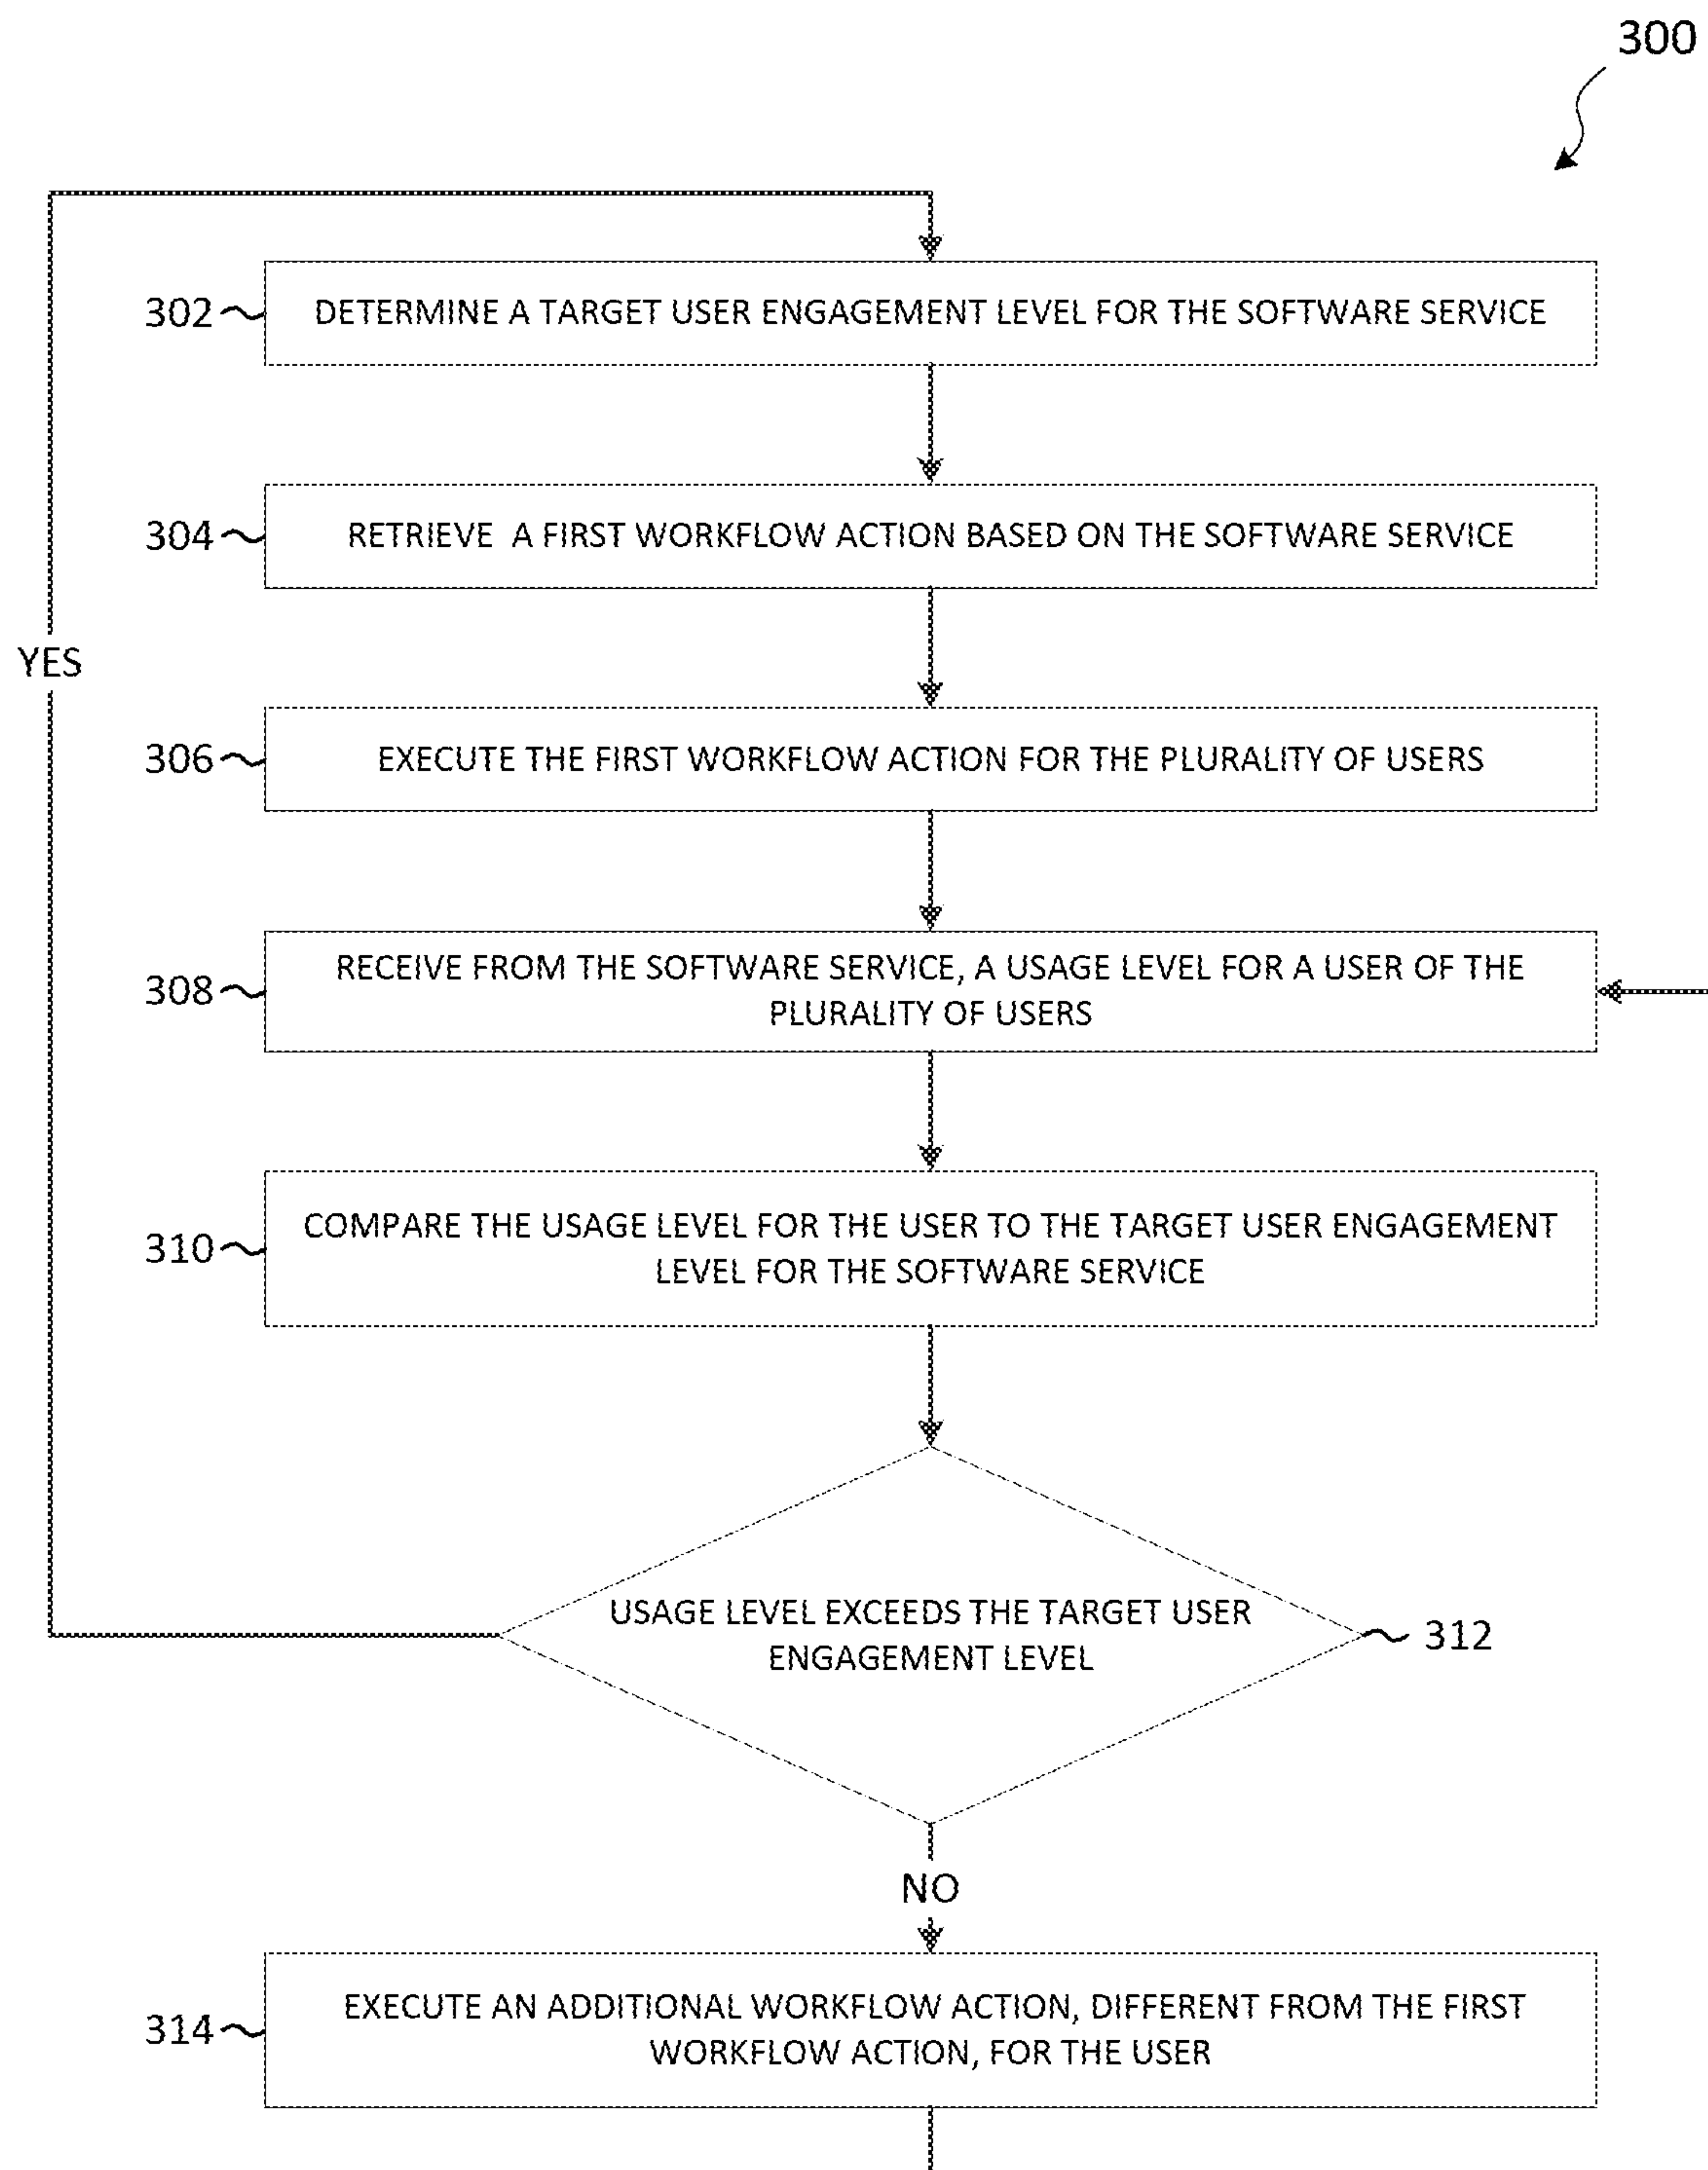 300
302
DETERMINE A TARGET USER ENGAGEMENT LEVEL FOR THE SOFTWARE SERVICE
304
RETRIEVE A FIRST WORKFLOW ACTION BASED ON THE SOFTWARE SERVICE
YES
306
EXECUTE THE FIRST WORKFLOW ACTION FOR THE PLURALITY OF USERS
308
RECEIVE FROM THE SOFTWARE SERVICE, A USAGE LEVEL FOR A USER OF THE
PLURALITY OF USERS
310
COMPARE THE USAGE LEVEL FOR THE USER TO THE TARGET USER ENGAGEMENT
LEVEL FOR THE SOFTWARE SERVICE
USAGE LEVEL EXCEEDS THE TARGET USER
ENGAGEMENT LEVEL
312
NO
314
EXECUTE AN ADDITIONAL WORKFLOW ACTION, DIFFERENT FROM THE FIRST
WORKFLOW ACTION, FOR THE USER